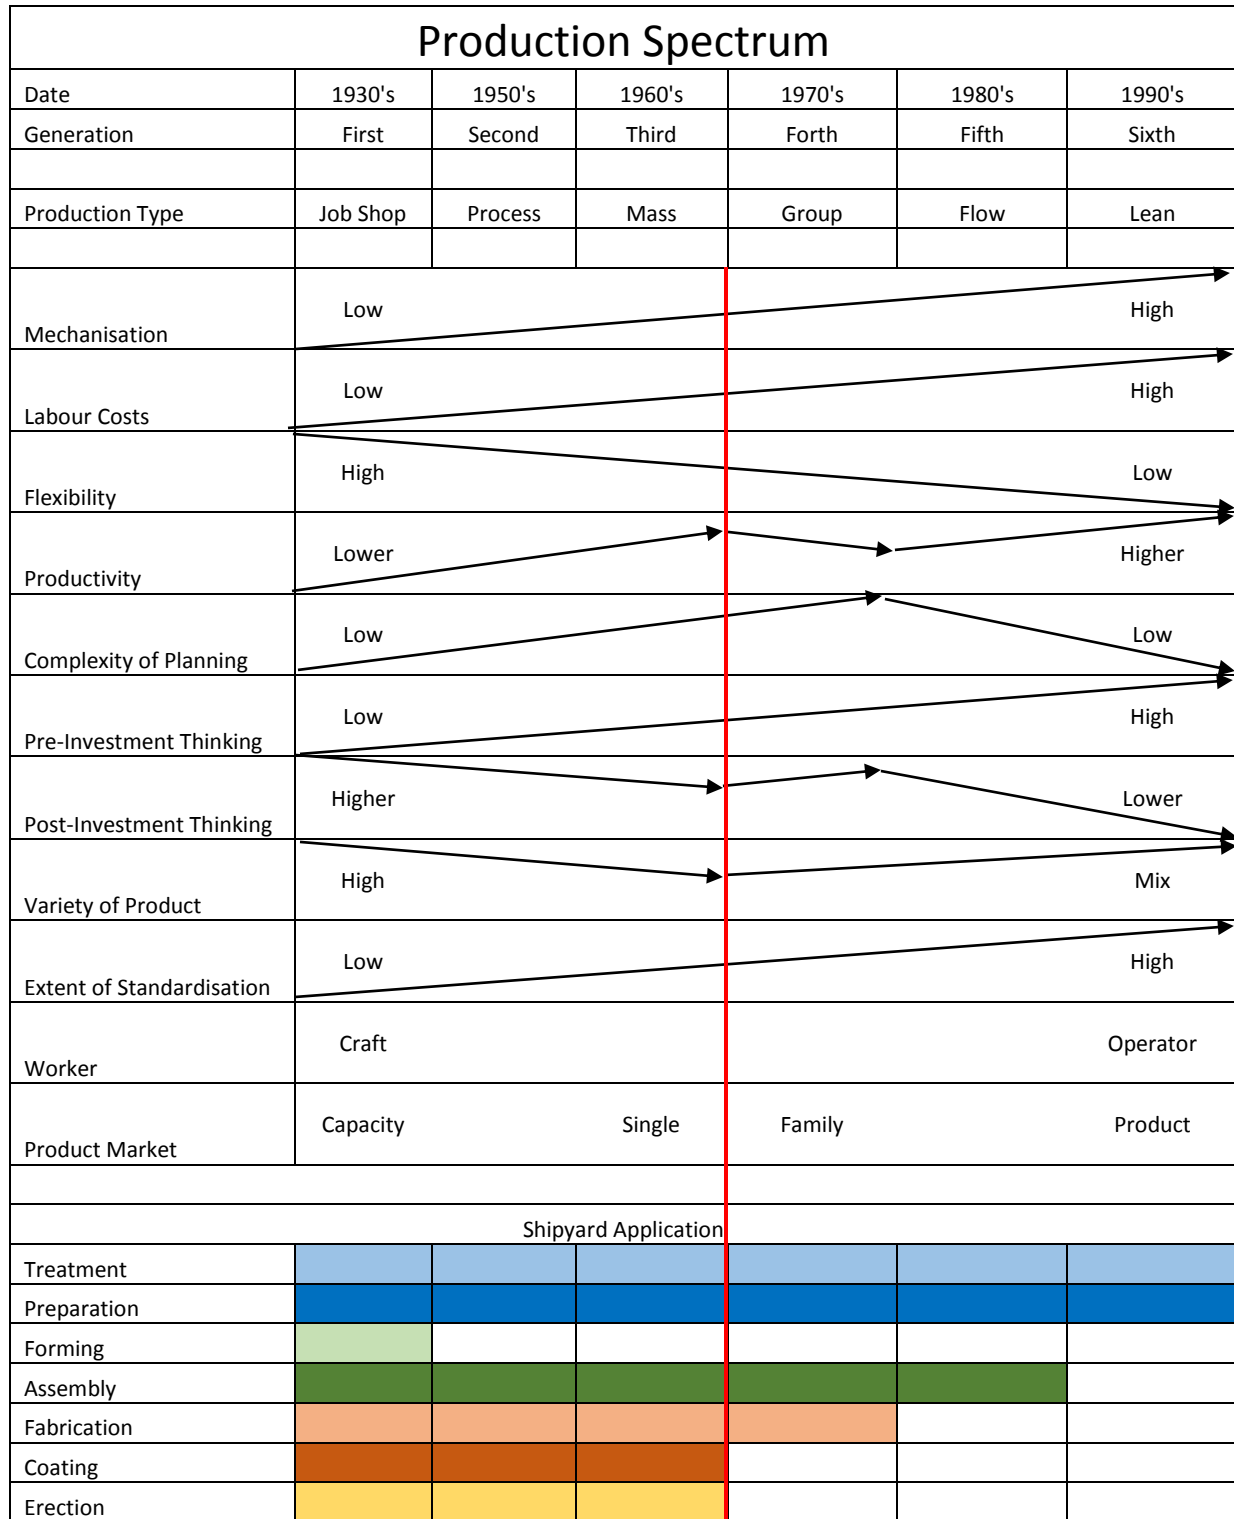 Production Spectrum
Date 1930's 1950's 1960's 1970's 1980's 1990's
Generation First Second Third Forth Fifth Sixth
Production Type Job Shop Process Mass Group Flow Lean
Mechanisation Low High
Labour Costs Low High
Flexibility High Low
Productivity Lower Higher
Complexity of Planning Low Low
Pre-Investment Thinking Low High
Post-Investment Thinking Higher Lower
Variety of Product High Mix
Extent of Standardisation Low High
Worker Craft Operator
Product Market Capacity Single Family Product
Shipyard Application
Treatment
Preparation
Forming
Assembly
Fabrication
Coating
Erection